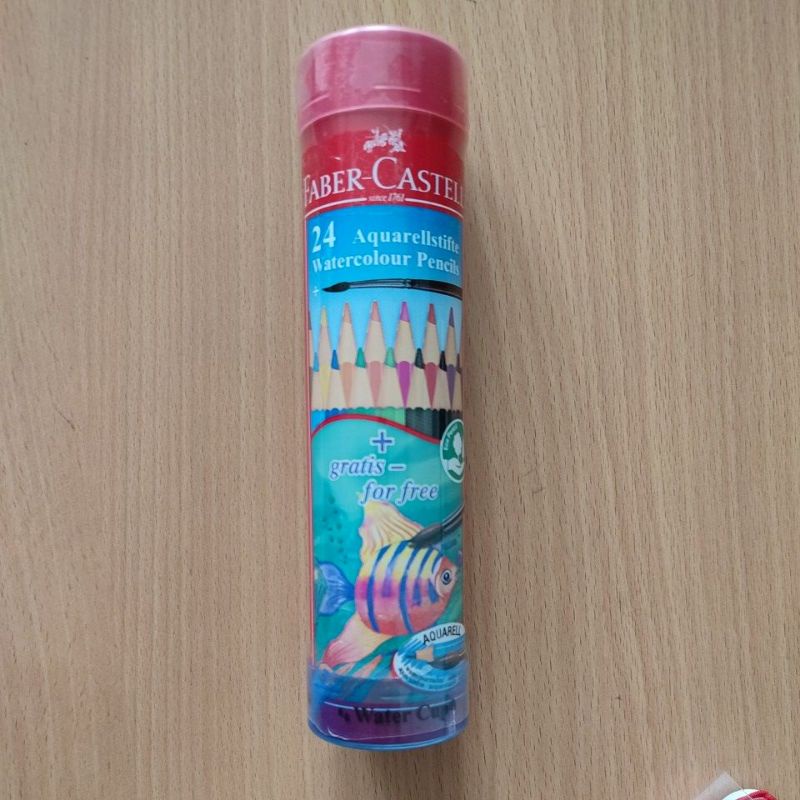 FABER-CASTELL
since 1761
24 Aquarellstifte
Watercolour Pencils
+
+
gratis –
for free
AQUARELL
Water Cup